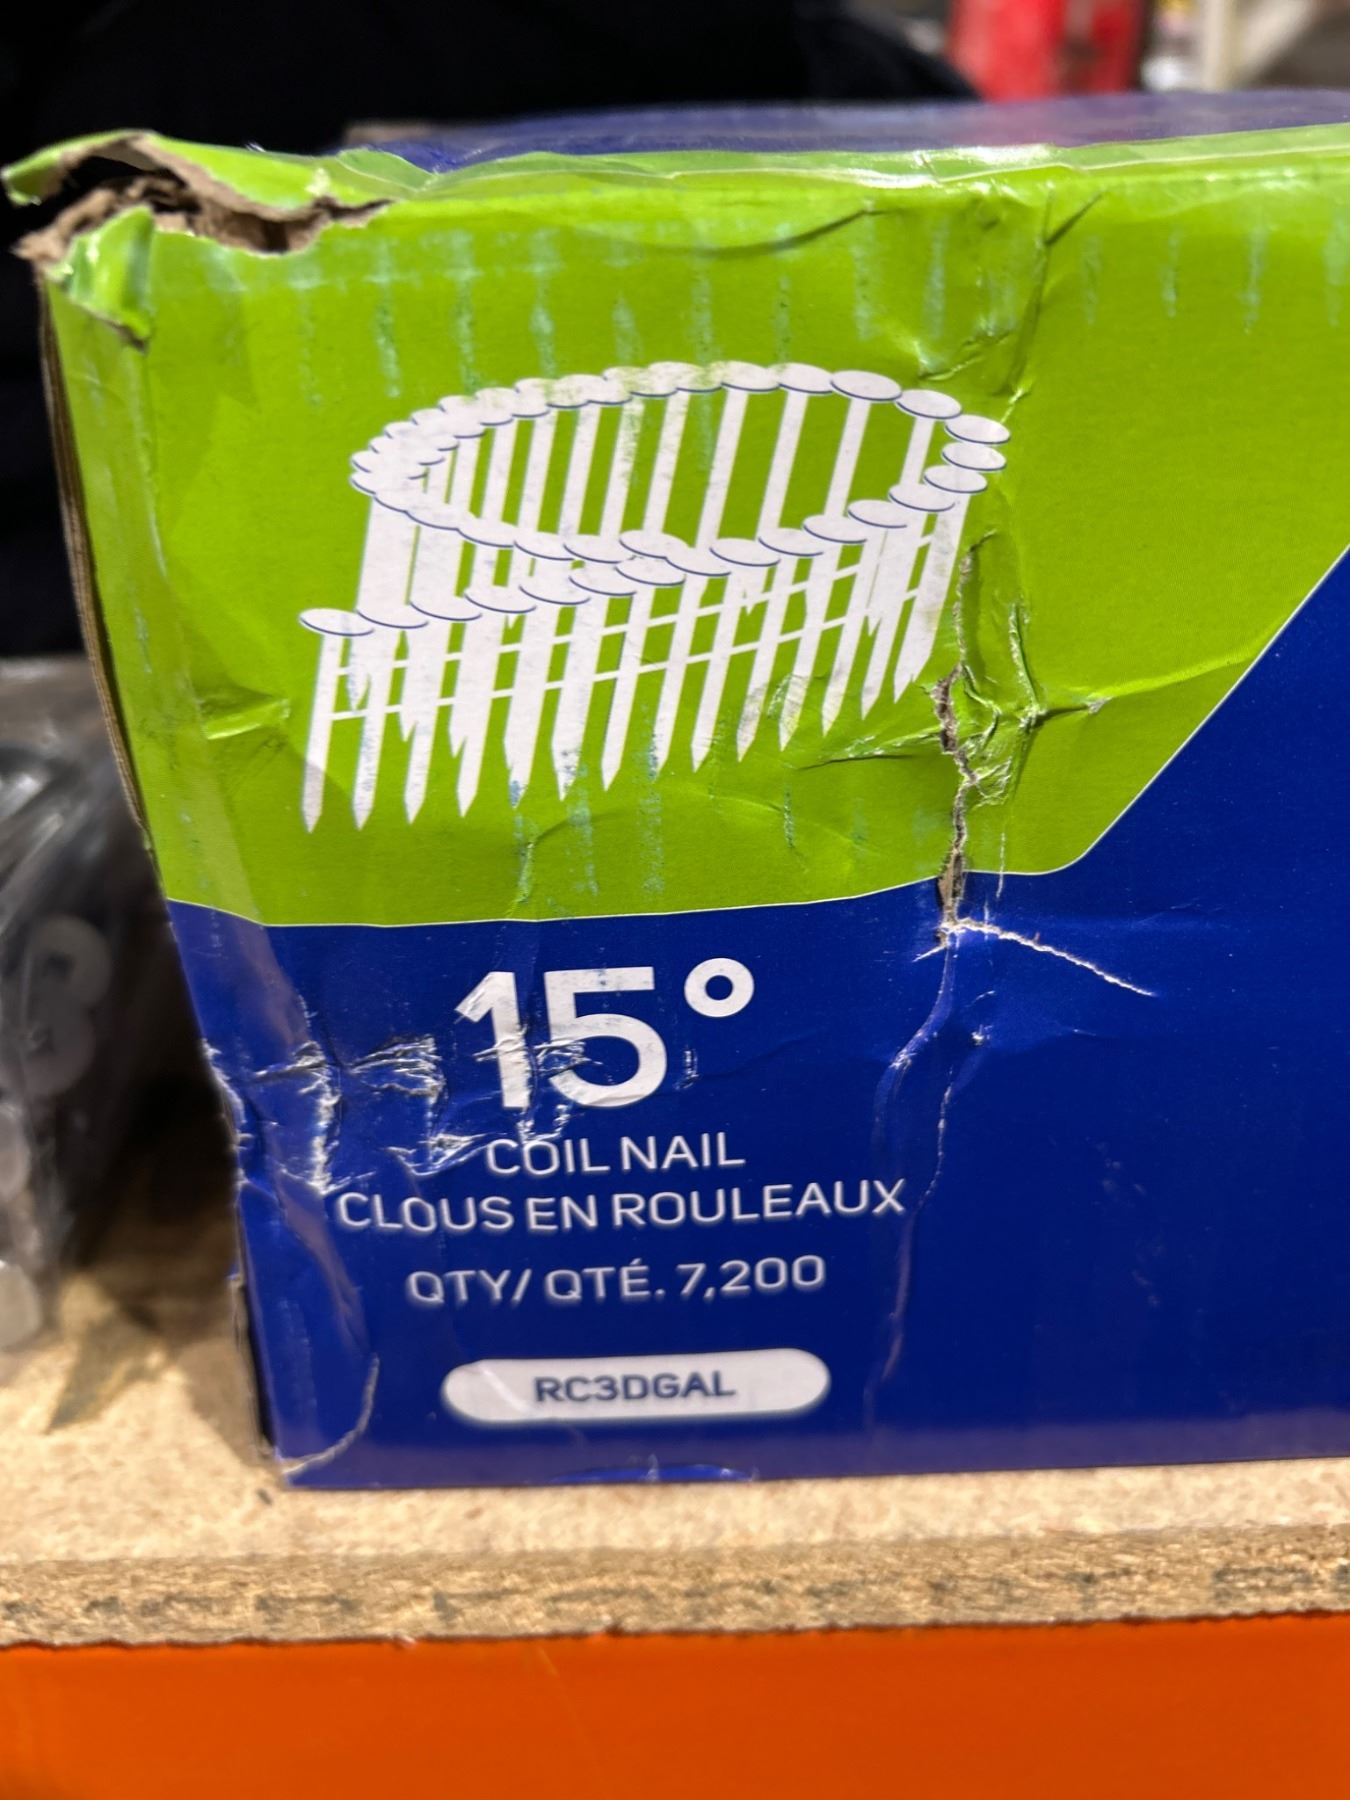 15°
COIL NAIL
CLOUS EN ROULEAUX
QTY/ QTÉ. 7,200
RC3DGAL